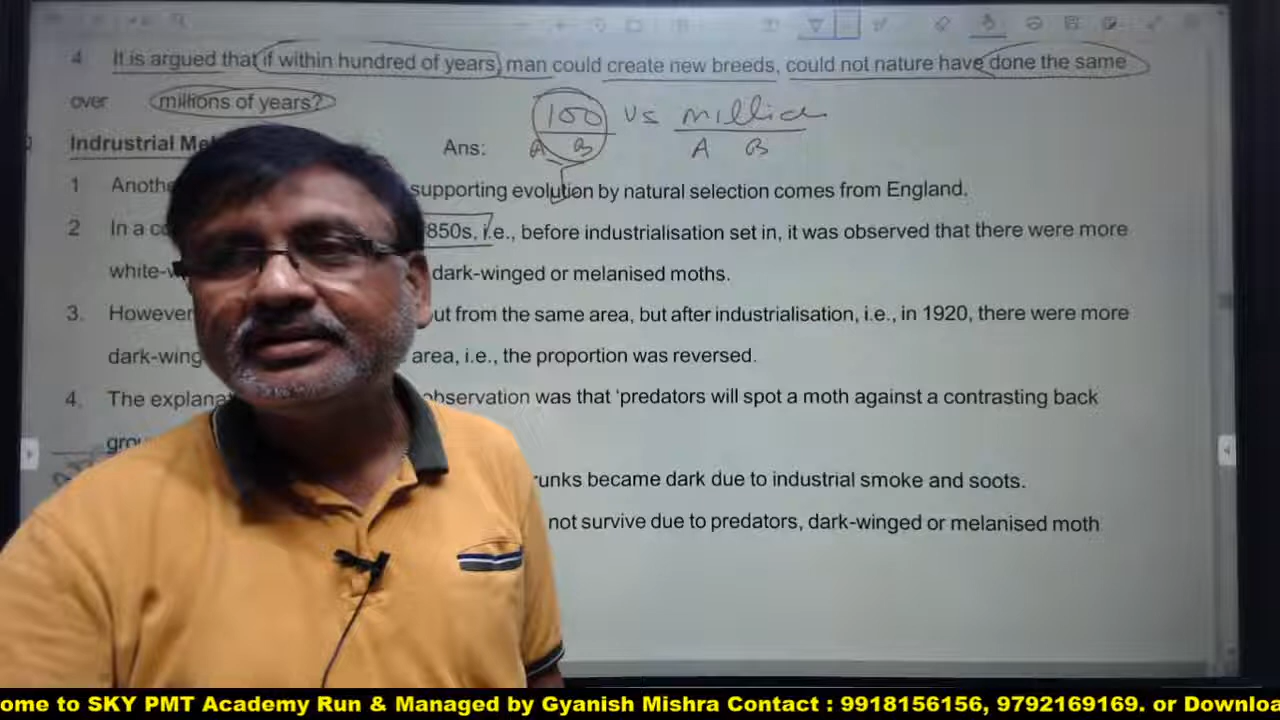 4 It is argued that if within hundred of years, man could create new breeds, could not nature have done the same
over millions of years?
100 vs million
A B A B
Indrustrial Me Ans:
1 Anothe supporting evolution by natural selection comes from England.
2 In a co 850s, i.e., before industrialisation set in, it was observed that there were more
white-w dark-winged or melanised moths.
3. However ut from the same area, but after industrialisation, i.e., in 1920, there were more
dark-wing area, i.e., the proportion was reversed.
4. The explana observation was that 'predators will spot a moth against a contrasting back
grou
runks became dark due to industrial smoke and soots.
not survive due to predators, dark-winged or melanised moth
ome to SKY PMT Academy Run & Managed by Gyanish Mishra Contact : 9918156156, 9792169169. or Downloa